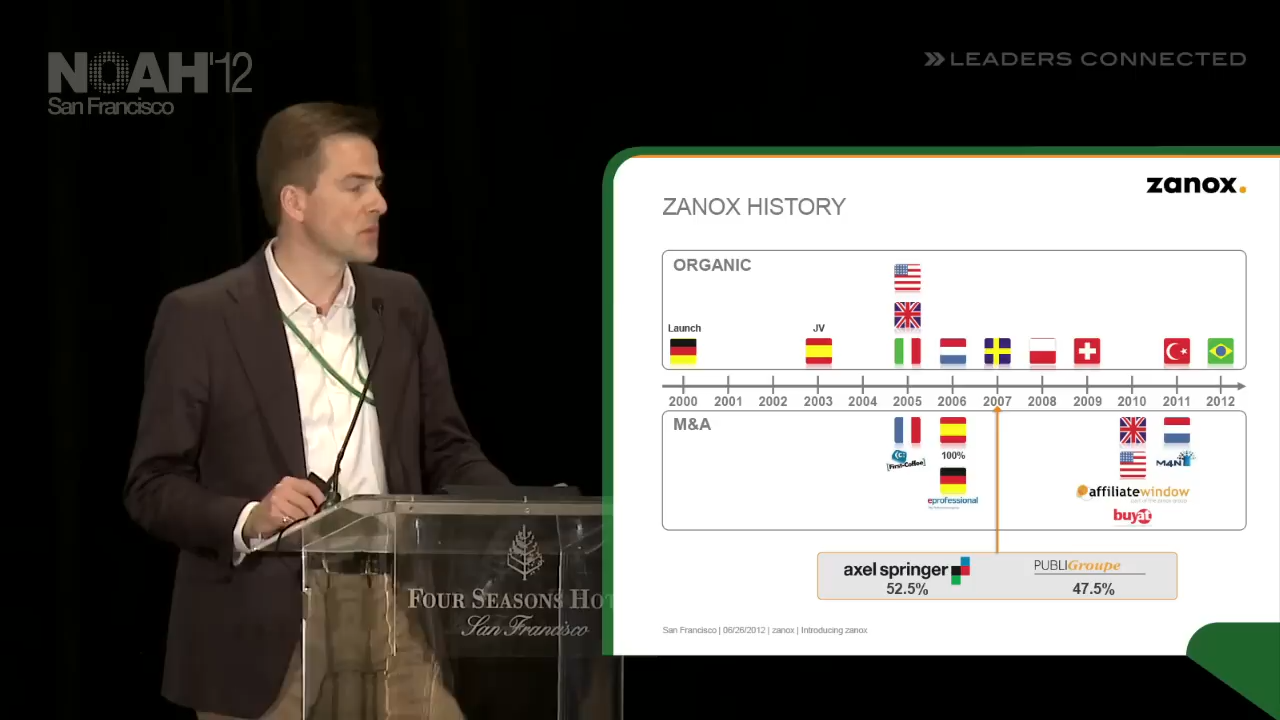 NOAH'12
San Francisco
LEADERS CONNECTED
zanox.
ZANOX HISTORY
ORGANIC
Launch
JV
2000 2001 2002 2003 2004 2005 2006 2007 2008 2009 2010 2011 2012
M&A
[First-Coffee]
100%
eprofessional
M4N
affiliatewindow
buyat
axel springer
52.5%
PUBLIGroupe
47.5%
San Francisco | 06/26/2012 | zanox | Introducing zanox
FOUR SEASONS HOT
San Francisco